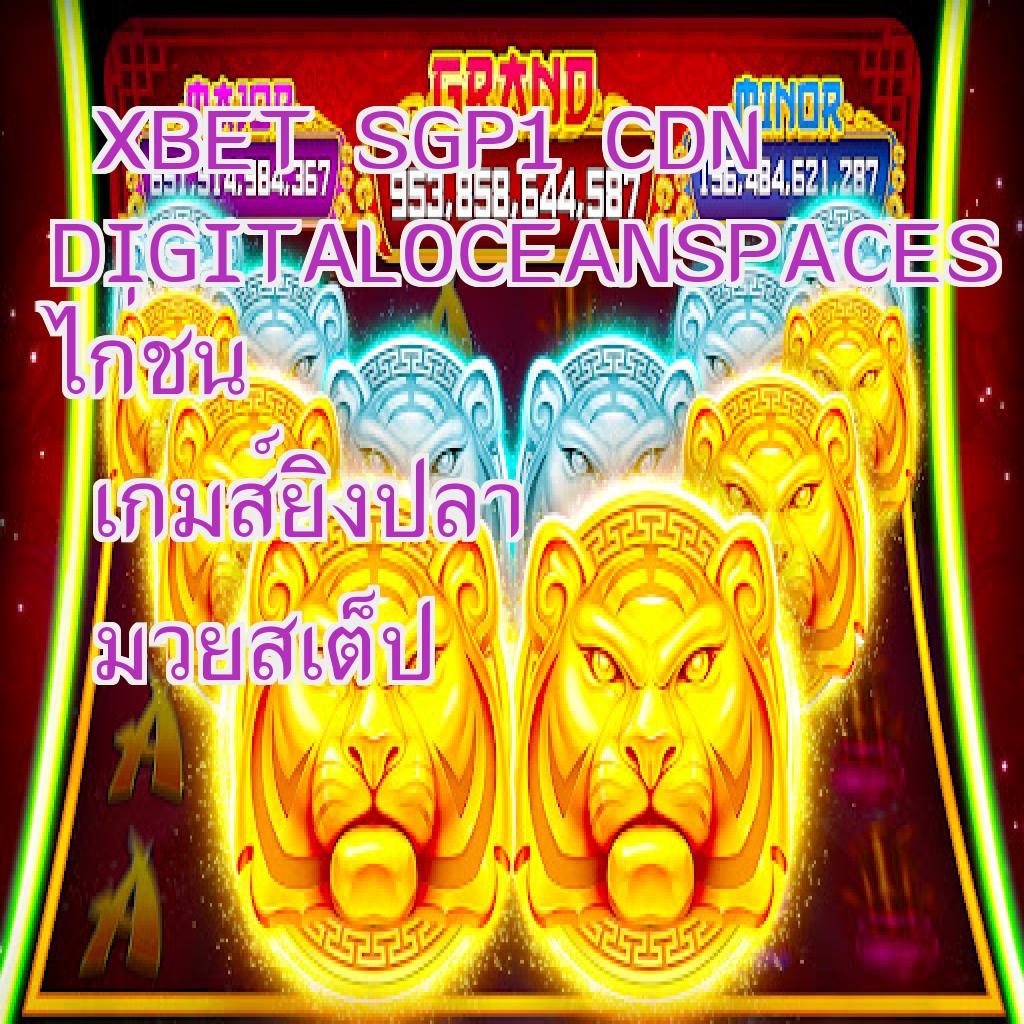 MAJOR GRAND MINOR
953,858,644,587 156,484,621,287
XBET SGP1 CDN
DIGITALOCEANSPACES
ไก่ชน
เกมส์ยิงปลา
มวยสเต็ป